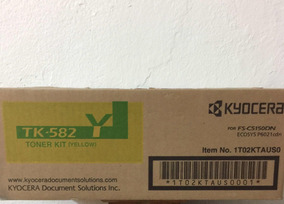 TK-582 Y
TONER KIT (YELLOW)
KYOCERA
FOR FS-C5150DN
ECOSYS P6021cdn
Item No. 1T02KTAUS0
www.kyoceradocumentsolutions.com
KYOCERA Document Solutions Inc.
*1T02KTAUS0001*